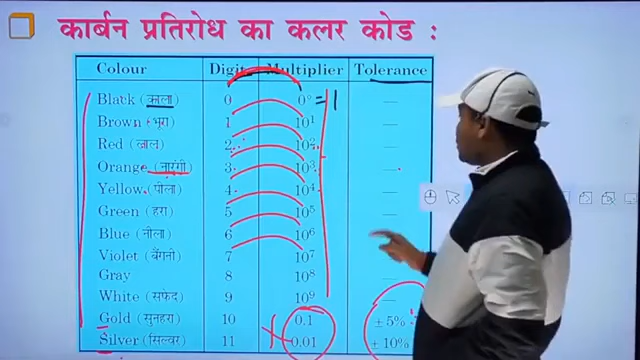 कार्बन प्रतिरोध का कलर कोड :
Colour Digit Multiplier Tolerance
Black (काला) 0 0° = 1 —
Brown (भूरा) 1 10¹ —
Red (लाल) 2 10² —
Orange (नारंगी) 3 10³
Yellow (पीला) 4 10⁴ —
Green (हरा) 5 10⁵ —
Blue (नीला) 6 10⁶ —
Violet (बैंगनी) 7 10⁷ —
Gray 8 10⁸ —
White (सफेद) 9 10⁹ —
Gold (सुनहरा) 10 0.1 ± 5%
Silver (सिल्वर) 11 0.01 ± 10%